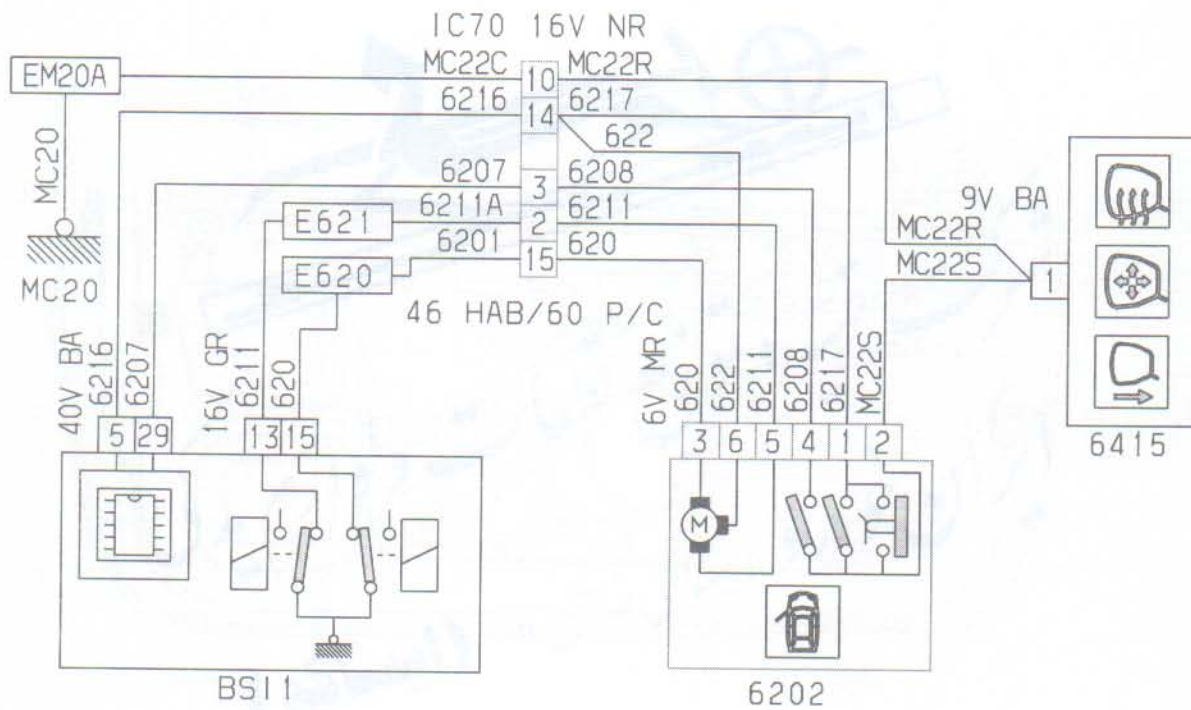 IC70 16V NR
EM20A
MC22C 10 MC22R
6216 14 6217
622
MC20
6207 3 6208
E621 6211A 2 6211
9V BA
MC22R
E620 6201 15 620
MC22S
1
MC20
46 HAB/60 P/C
40V BA 6216 6207
16V GR 6211 620
6V MR 620 622 6211 6208 6217 MC22S
5 29 13 15
3 6 5 4 1 2
6415
M
BSI1
6202